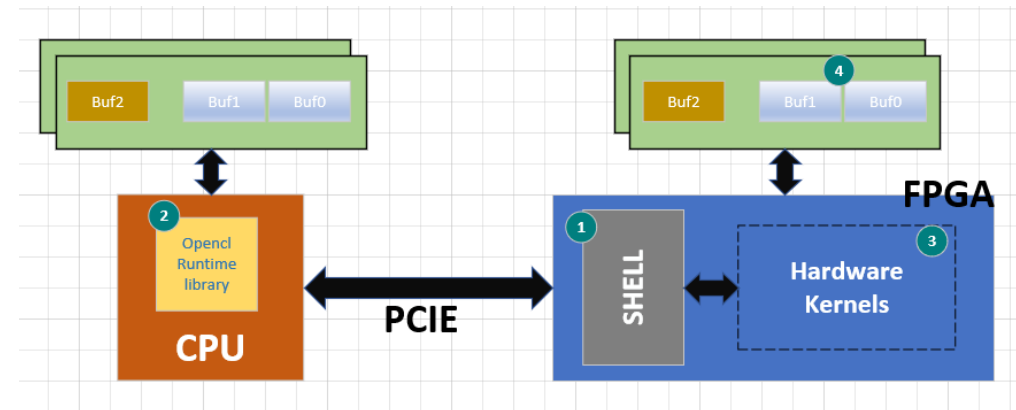 Buf2 Buf1 Buf0
4
Buf2 Buf1 Buf0
FPGA
2
Opencl
Runtime
library
CPU
PCIE
1
SHELL
3
Hardware
Kernels